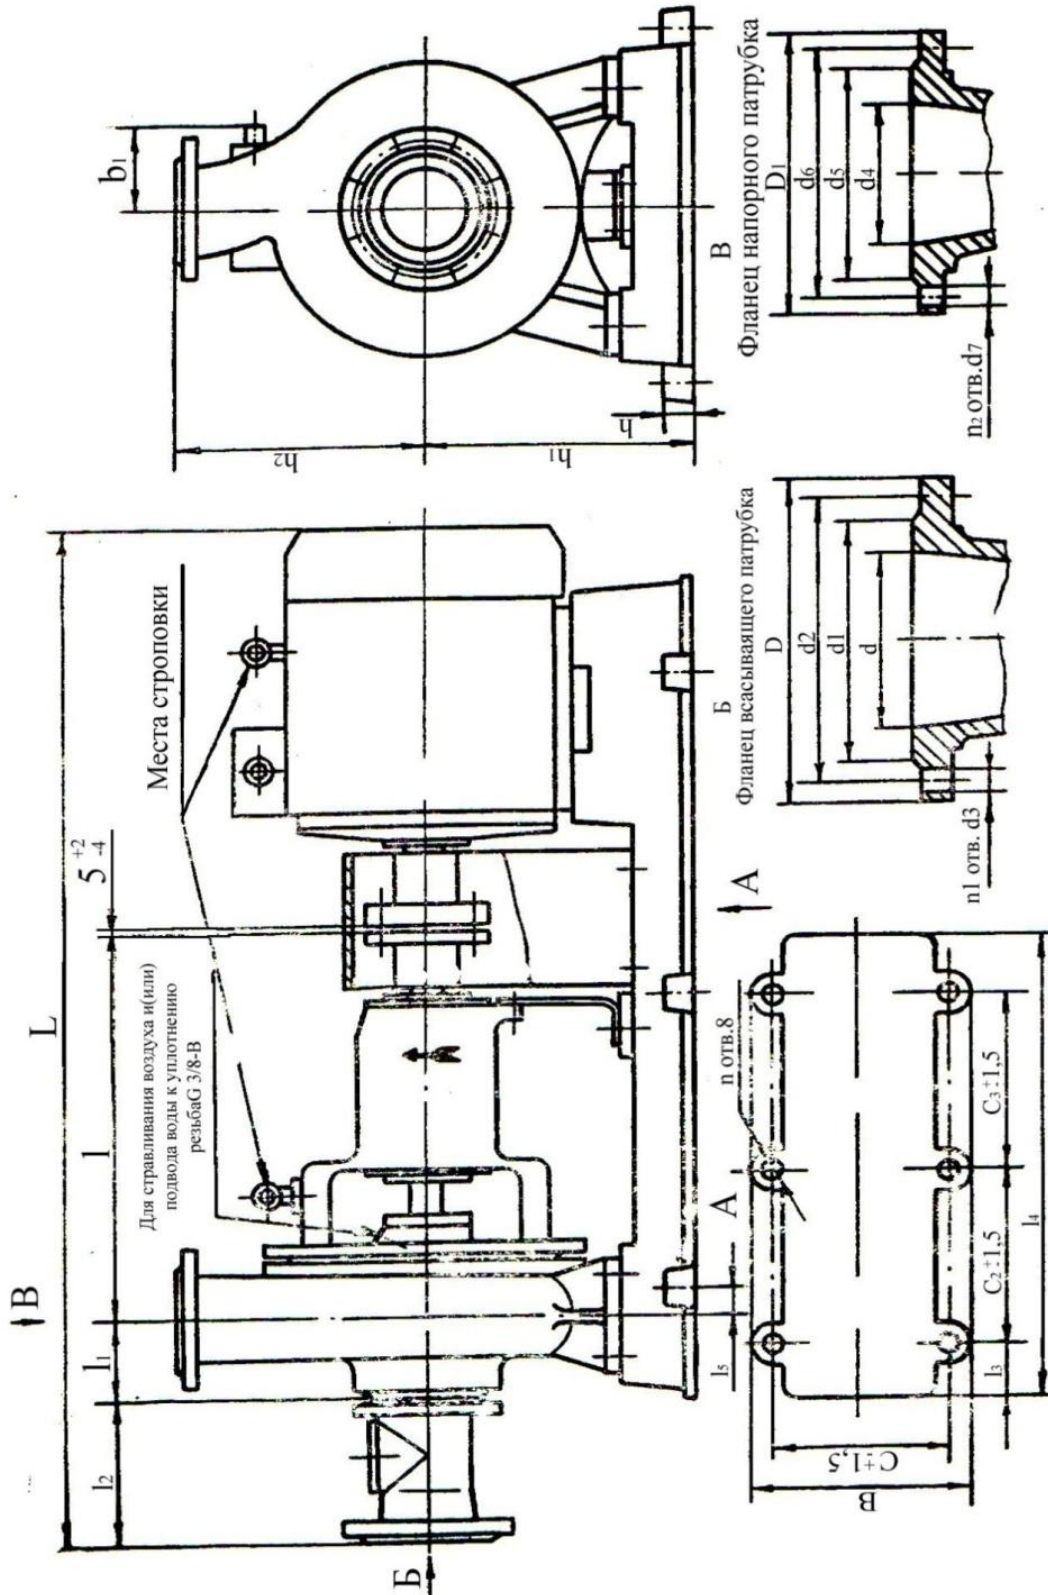 В
L
l2
l1
l
5 +2 -4
Места строповки
Для стравливания воздуха и(или)
подвода воды к уплотнению
резьбаG 3/8-В
Б
l5
А
А
b1
h2
h1
h
В
Фланец напорного патрубка
D1
d6
d5
d4
n2 отв.d7
Б
Фланец всасываящего патрубка
D
d2
d1
d
n1 отв. d3
n отв.8
C±1,5
В
l3
C2±1,5
C3±1,5
l4